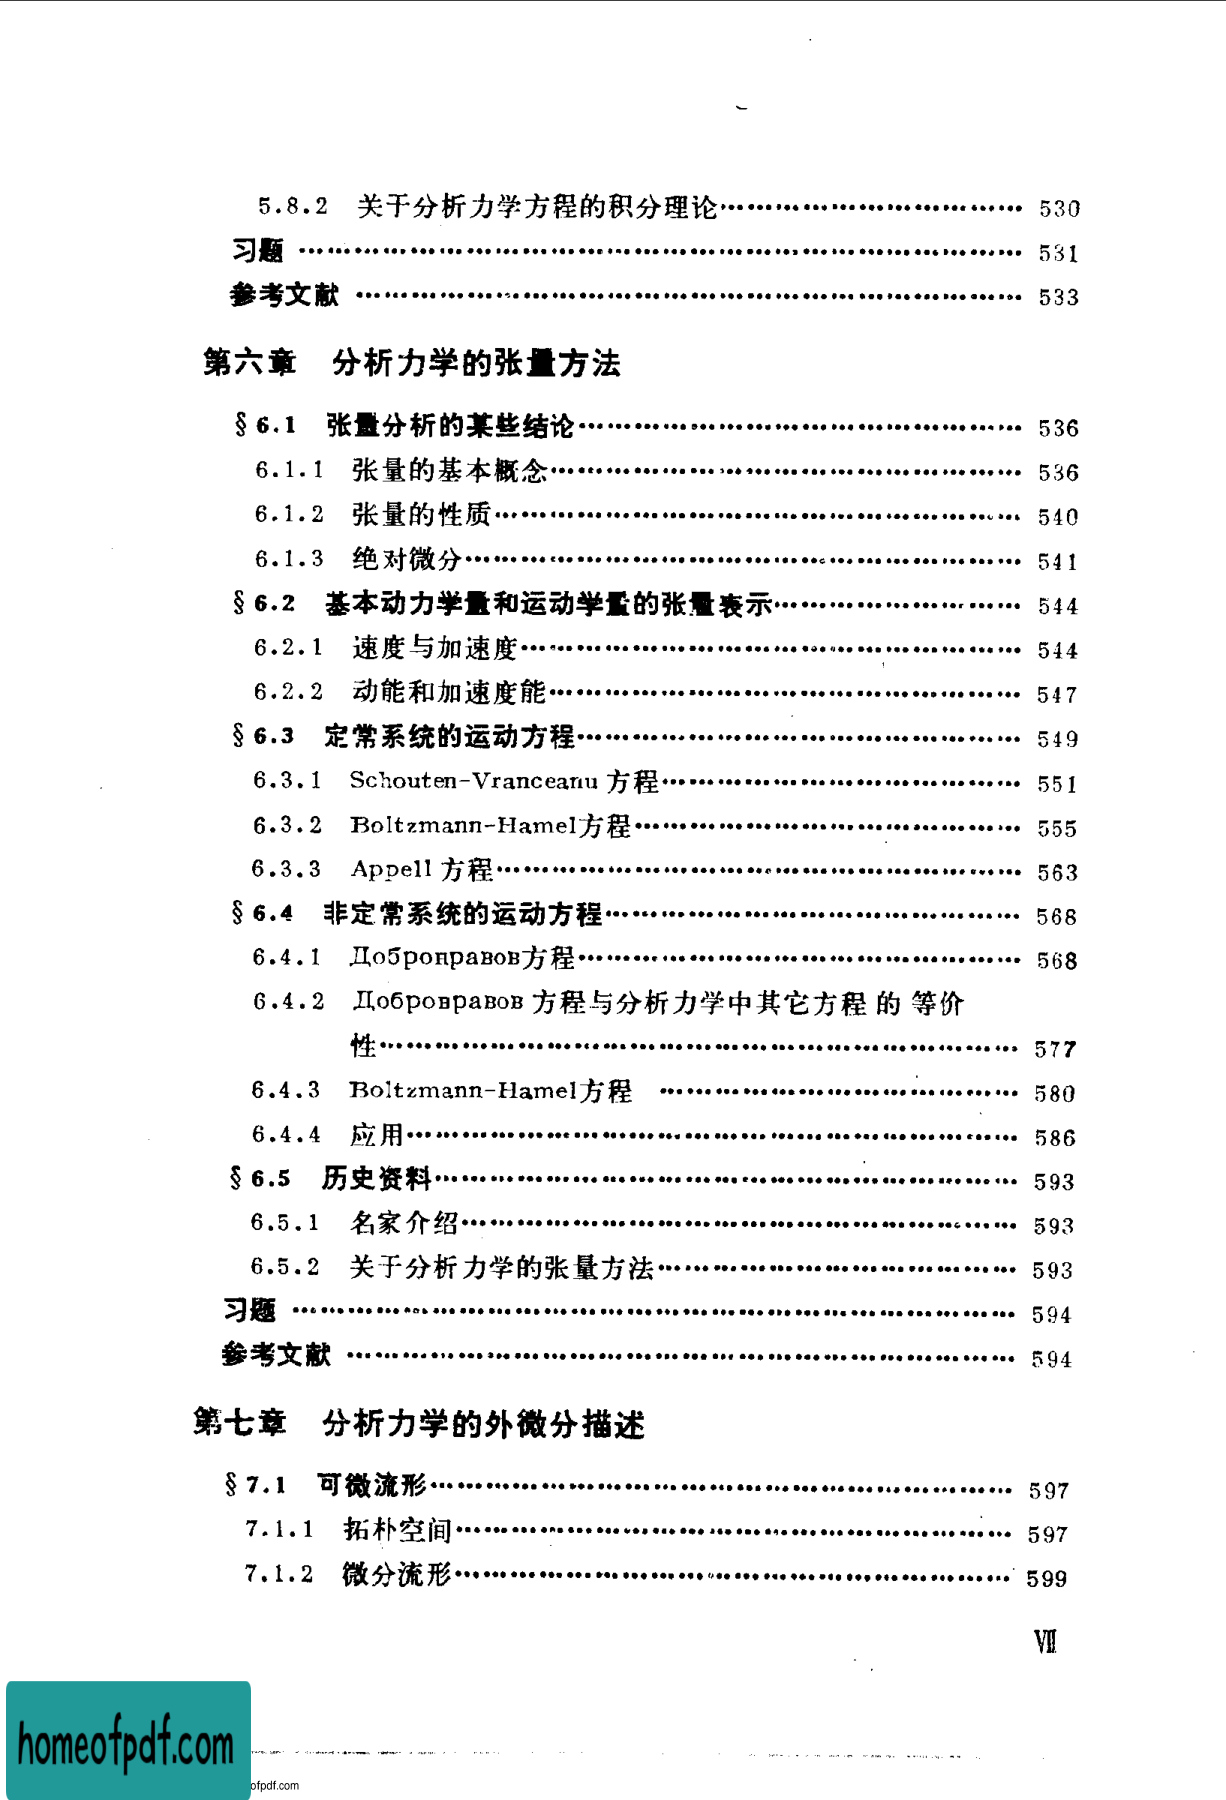 5.8.2 关于分析力学方程的积分理论…………………………… 530
习题 ………………………………………………………………… 531
参考文献 …………………………………………………………… 533
第六章 分析力学的张量方法
§6.1 张量分析的某些结论……………………………………… 536
6.1.1 张量的基本概念………………………………………… 536
6.1.2 张量的性质……………………………………………… 540
6.1.3 绝对微分………………………………………………… 541
§6.2 基本动力学量和运动学量的张量表示…………………… 544
6.2.1 速度与加速度…………………………………………… 544
6.2.2 动能和加速度能………………………………………… 547
§6.3 定常系统的运动方程……………………………………… 549
6.3.1 Schouten-Vranceanu 方程……………………………… 551
6.3.2 Boltzmann-Hamel方程…………………………………… 555
6.3.3 Appell 方程……………………………………………… 563
§6.4 非定常系统的运动方程…………………………………… 568
6.4.1 Добронравов方程……………………………………… 568
6.4.2 Добронравов 方程与分析力学中其它方程 的 等价
性………………………………………………………… 577
6.4.3 Boltzmann-Hamel方程 ………………………………… 580
6.4.4 应用……………………………………………………… 586
§6.5 历史资料…………………………………………………… 593
6.5.1 名家介绍………………………………………………… 593
6.5.2 关于分析力学的张量方法……………………………… 593
习题 ………………………………………………………………… 594
参考文献 …………………………………………………………… 594
第七章 分析力学的外微分描述
§7.1 可微流形…………………………………………………… 597
7.1.1 拓朴空间………………………………………………… 597
7.1.2 微分流形………………………………………………… 599
Ⅶ
homeofpdf.com
ofpdf.com